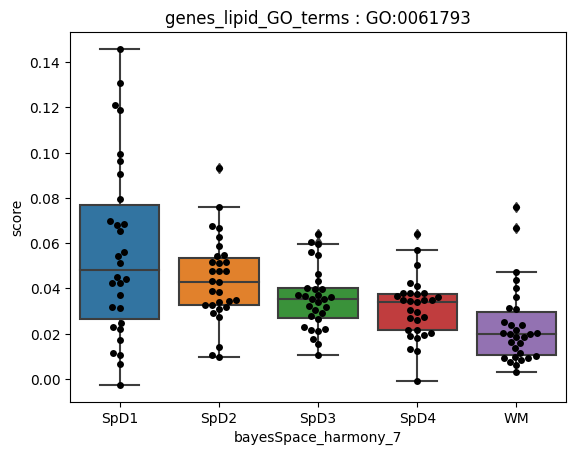 genes_lipid_GO_terms : GO:0061793
0.14
0.12
0.10
0.08
0.06
0.04
0.02
0.00
score
SpD1 SpD2 SpD3 SpD4 WM
bayesSpace_harmony_7